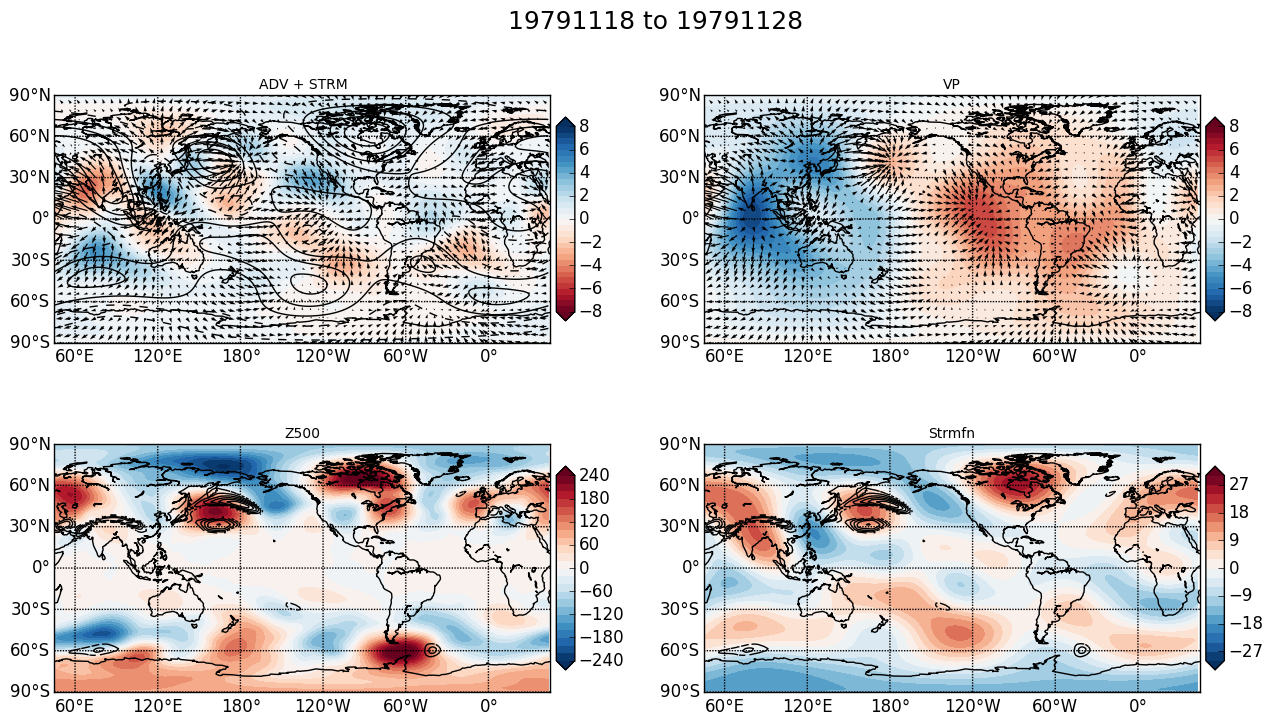 19791118 to 19791128
ADV + STRM
90°N
60°N
30°N
0°
30°S
60°S
90°S
60°E 120°E 180° 120°W 60°W 0°
8
6
4
2
0
−2
−4
−6
−8
VP
90°N
60°N
30°N
0°
30°S
60°S
90°S
60°E 120°E 180° 120°W 60°W 0°
8
6
4
2
0
−2
−4
−6
−8
Z500
90°N
60°N
30°N
0°
30°S
60°S
90°S
60°E 120°E 180° 120°W 60°W 0°
240
180
120
60
0
−60
−120
−180
−240
Strmfn
90°N
60°N
30°N
0°
30°S
60°S
90°S
60°E 120°E 180° 120°W 60°W 0°
27
18
9
0
−9
−18
−27